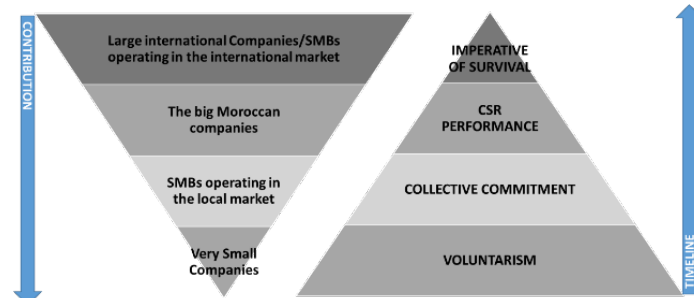 CONTRIBUTION
Large international Companies/SMBs
operating in the international market
The big Moroccan
companies
SMBs operating in
the local market
Very Small
Companies
IMPERATIVE
OF SURVIVAL
CSR
PERFORMANCE
COLLECTIVE COMMITMENT
VOLUNTARISM
TIMELINE